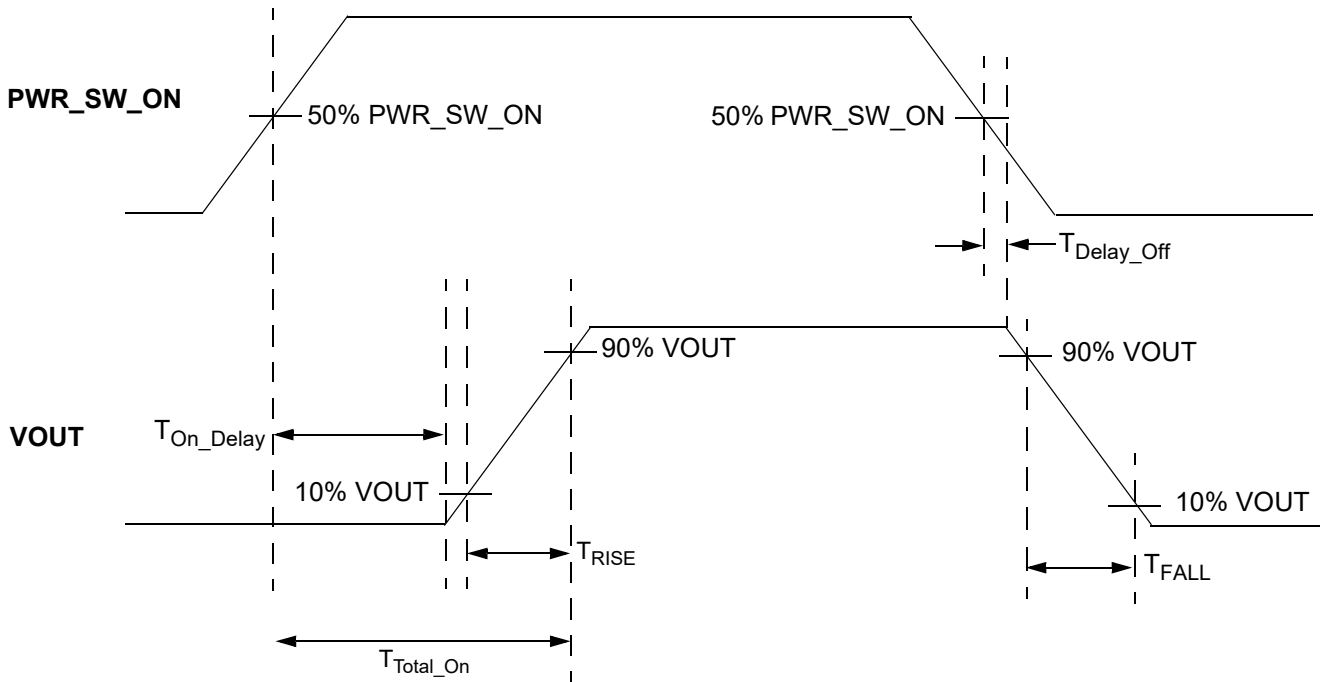 PWR_SW_ON
50% PWR_SW_ON
50% PWR_SW_ON
TDelay_Off
90% VOUT
90% VOUT
VOUT
TOn_Delay
10% VOUT
10% VOUT
TRISE
TFALL
TTotal_On